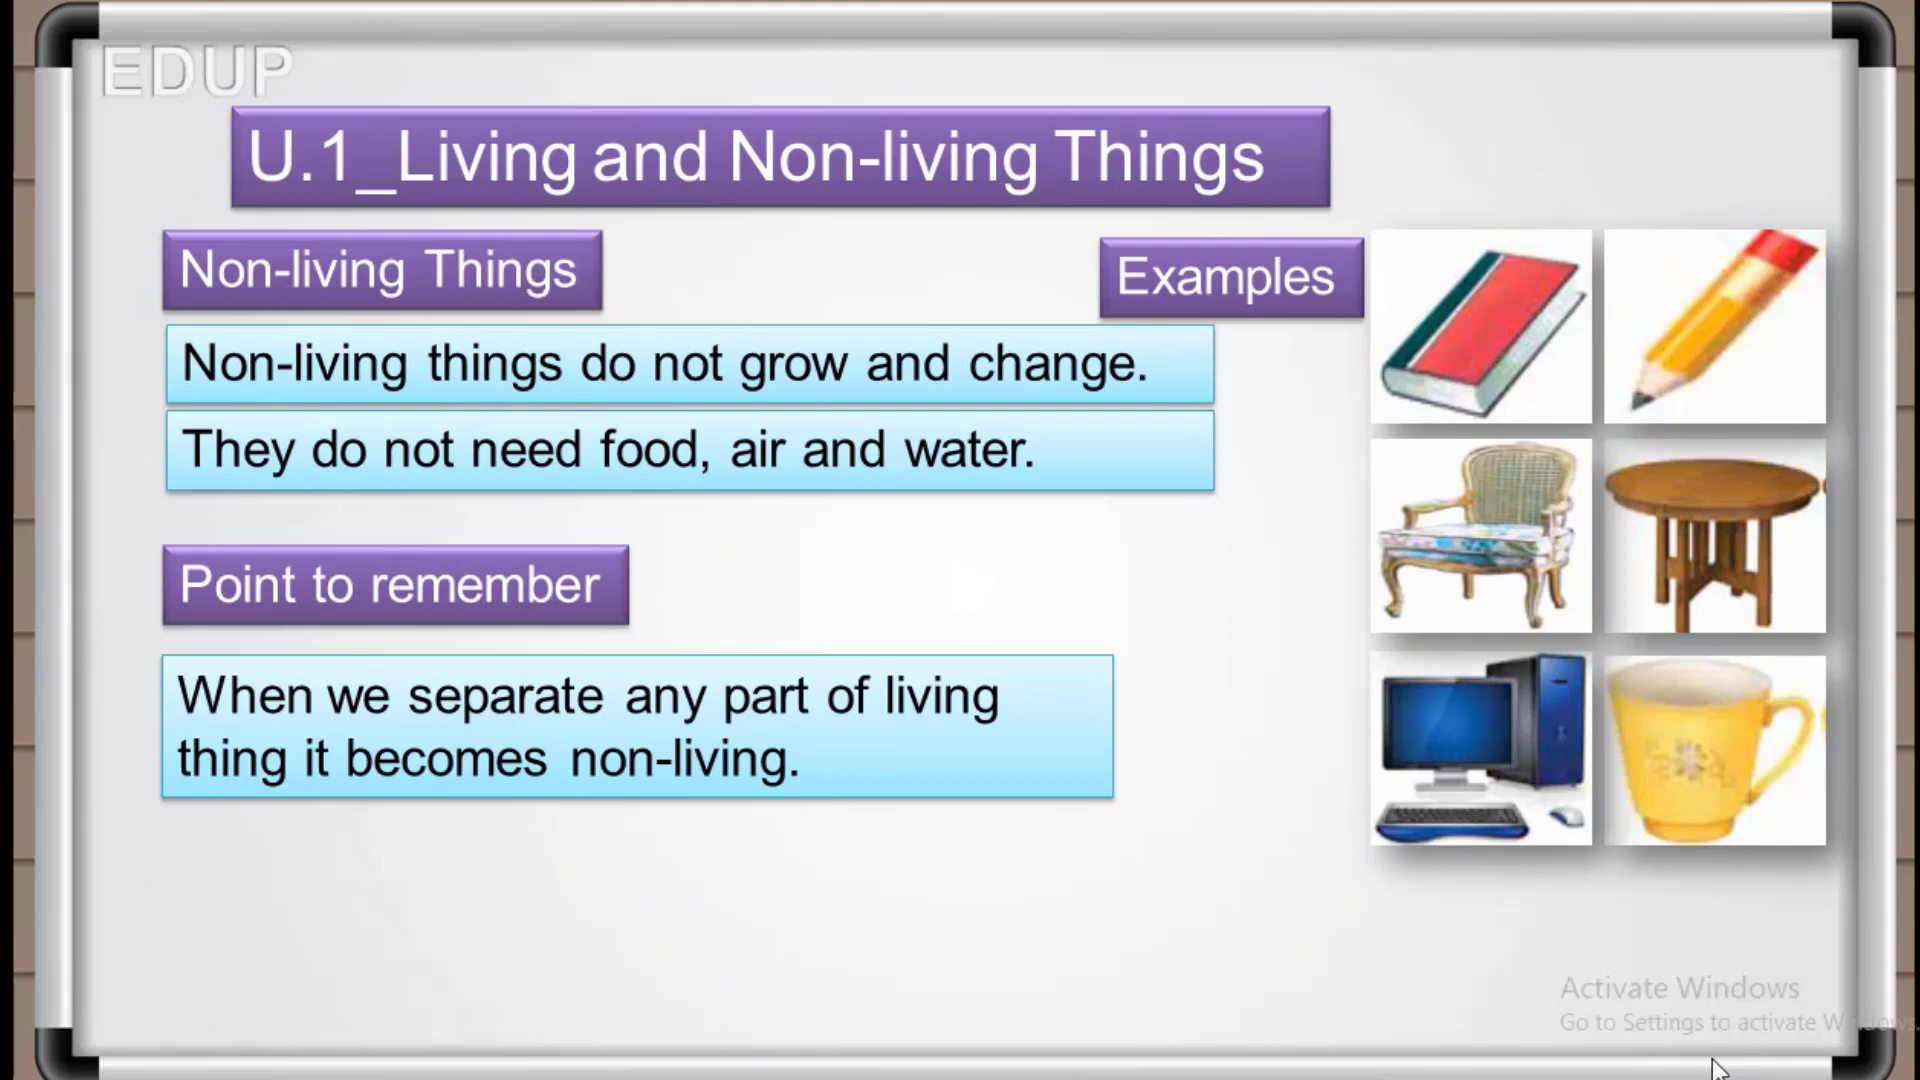 EDUP
U.1_Living and Non-living Things
Non-living Things
Examples
Non-living things do not grow and change.
They do not need food, air and water.
Point to remember
When we separate any part of living
thing it becomes non-living.
Activate Windows
Go to Settings to activate Windows.